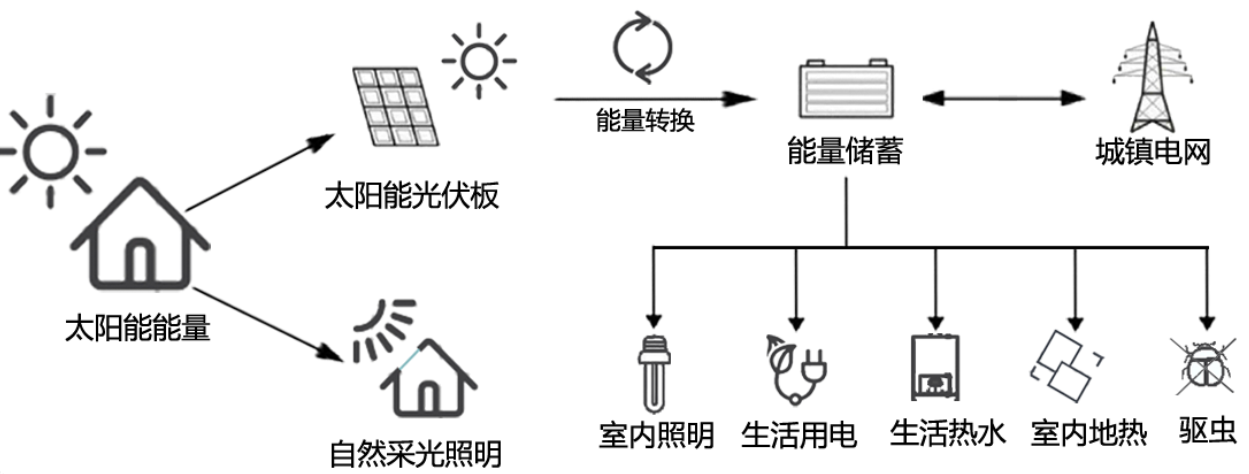 能量转换
能量储蓄
城镇电网
太阳能光伏板
太阳能能量
自然采光照明
室内照明
生活用电
生活热水
室内地热
驱虫